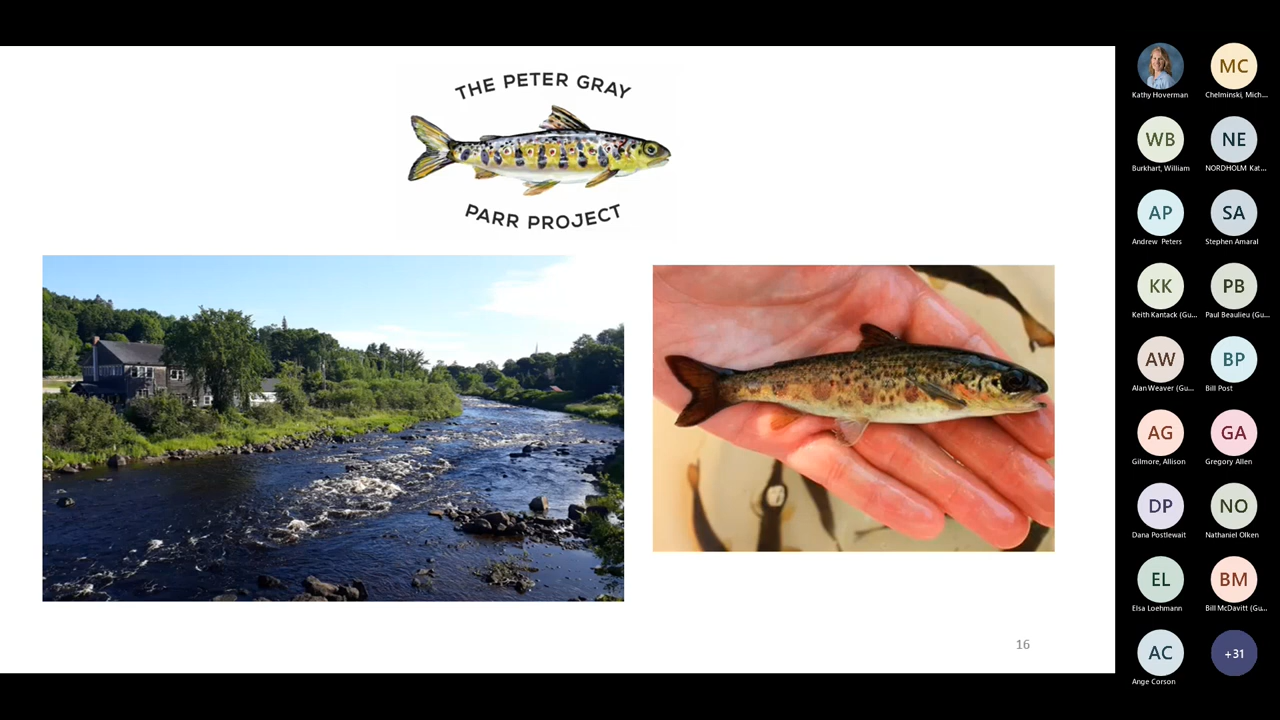 THE PETER GRAY
PARR PROJECT
16
Kathy Hoverman
MC
Chelminski, Mich...
WB
Burkhart, William
NE
NORDHOLM Kat...
AP
Andrew Peters
SA
Stephen Amaral
KK
Keith Kantack (Gu...
PB
Paul Beaulieu (Gu...
AW
Alan Weaver (Gu...
BP
Bill Post
AG
Gilmore, Allison
GA
Gregory Allen
DP
Dana Postlewait
NO
Nathaniel Olken
EL
Elsa Loehmann
BM
Bill McDavitt (Gu...
AC
Ange Corson
+31